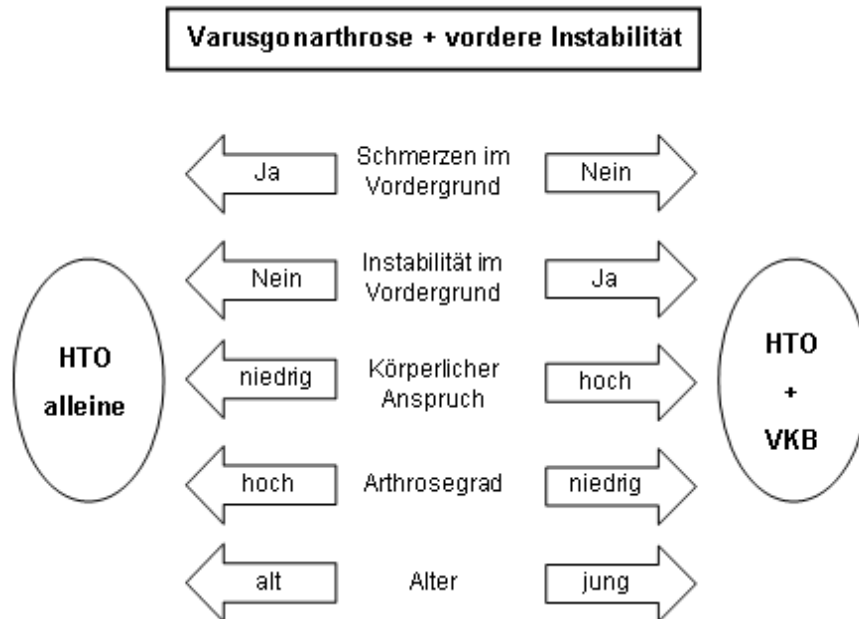 Varusgonarthrose + vordere Instabilität
Ja
Schmerzen im
Vordergrund
Nein
Nein
Instabilität im
Vordergrund
Ja
HTO
alleine
niedrig
Körperlicher
Anspruch
hoch
HTO
+
VKB
hoch
Arthrosegrad
niedrig
alt
Alter
jung